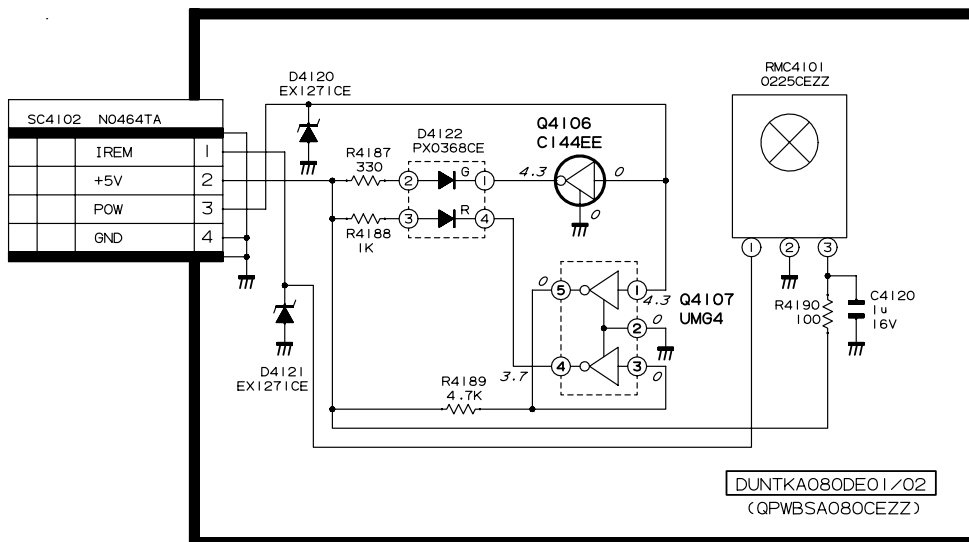 D4120
EX1271CE
RMC4101
0225CEZZ
SC4102 N0464TA
IREM 1
+5V 2
POW 3
GND 4
D4122
PX0368CE
R4187
330
2 G 1
4.3
Q4106
C144EE
0
0
3 R 4
R4188
1K
1 2 3
D4121
EX1271CE
0
5 1
4.3
Q4107
UMG4
2 0
4 3
3.7 0
R4189
4.7K
R4190
100
C4120
1u
16V
DUNTKA080DE01/02
(QPWBSA080CEZZ)